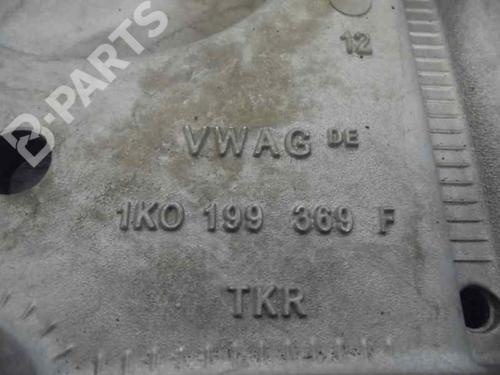 B-PARTS
12
VWAG DE
1K0 199 369 F
TKR